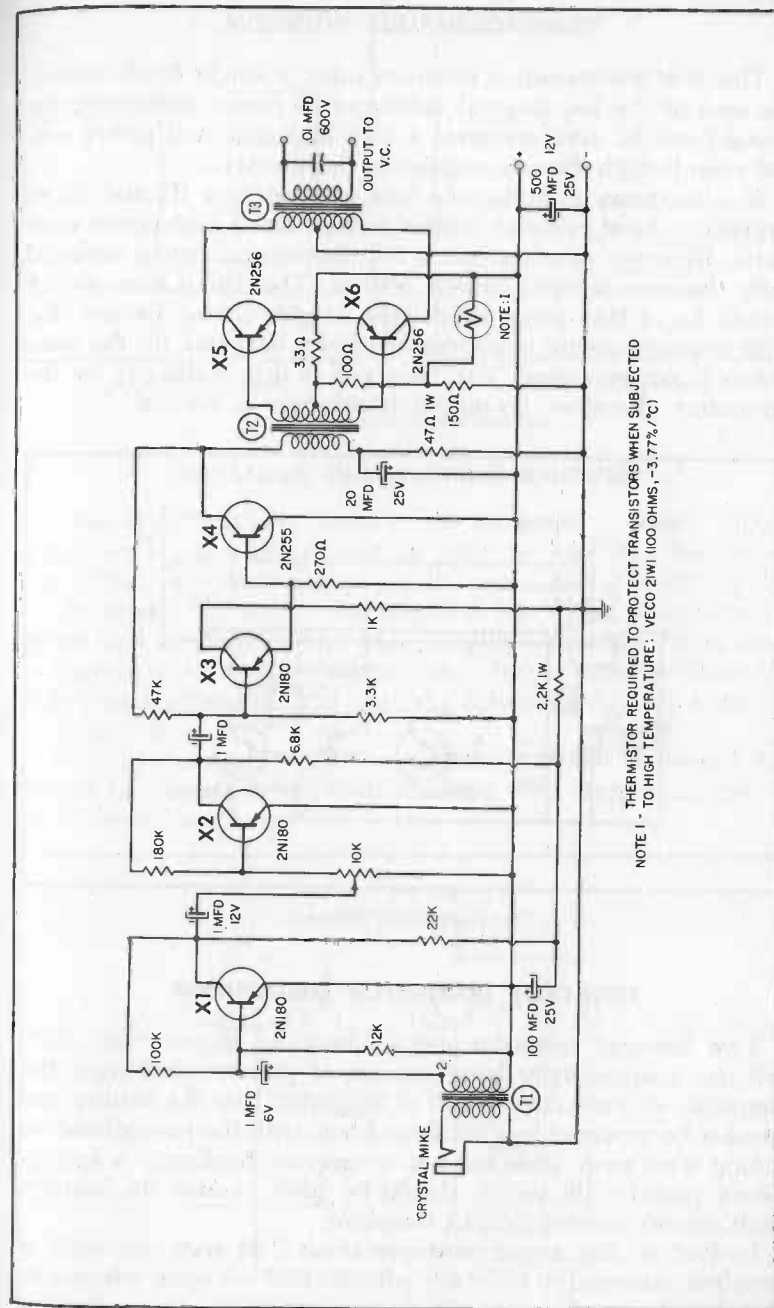 CRYSTAL MIKE
T1
2
1 MFD
6V
100K
12K
X1
2N180
1 MFD
12V
22K
100 MFD
25V
180K
10K
X2
2N180
1 MFD
6.8K
47K
3.3K
X3
2N180
1K
2.2K 1W
270Ω
X4
2N255
20
MFD
25V
47Ω 1W
T2
X5
2N256
3.3Ω
100Ω
150Ω
X6
2N256
T
NOTE:1
T3
.01 MFD
600V
OUTPUT TO
V.C.
500
MFD
25V
+
12V
-
NOTE 1 - THERMISTOR REQUIRED TO PROTECT TRANSISTORS WHEN SUBJECTED
TO HIGH TEMPERATURE. VECO 21W1 (100 OHMS, -3.77%/°C)